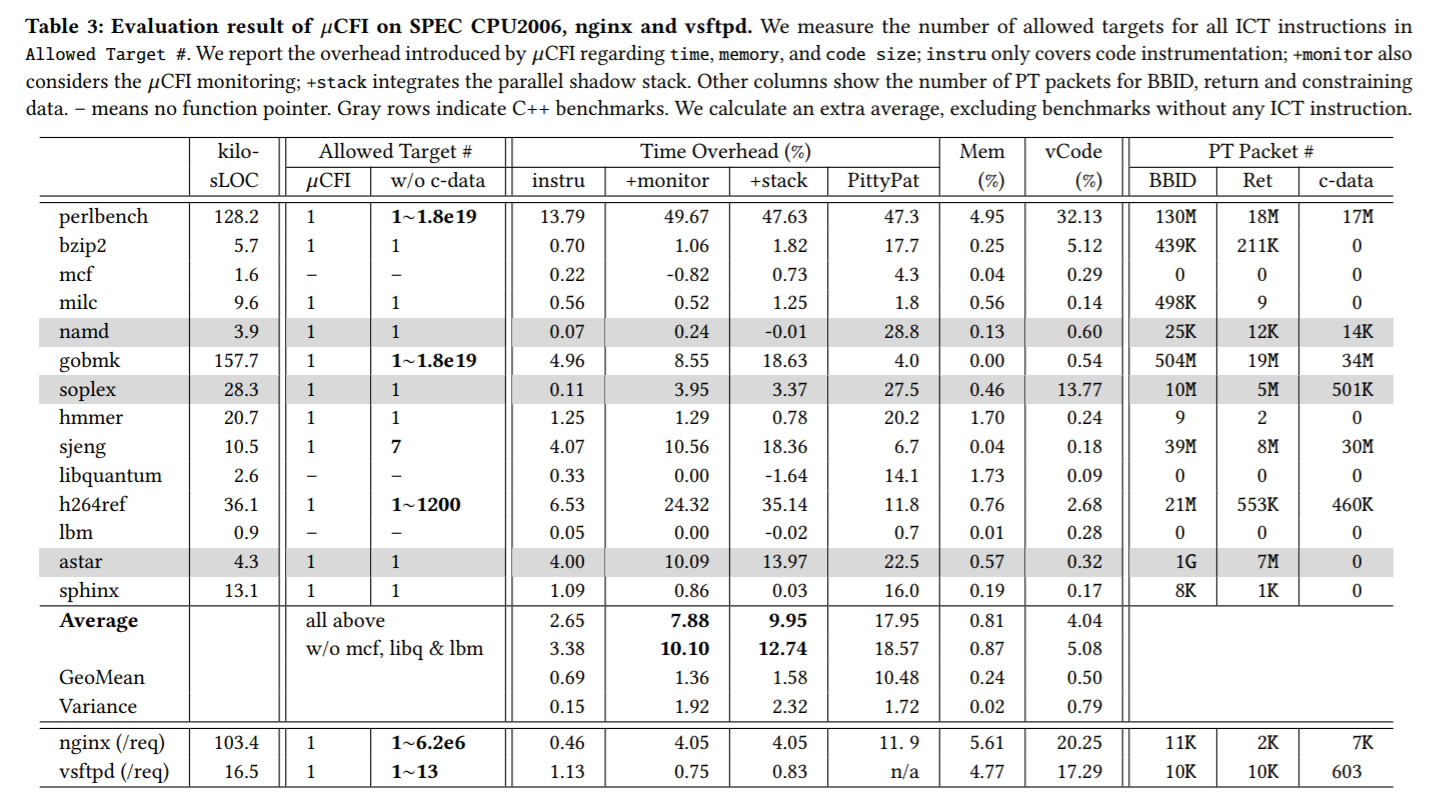 Table 3: Evaluation result of μCFI on SPEC CPU2006, nginx and vsftpd. We measure the number of allowed targets for all ICT instructions in
Allowed Target #. We report the overhead introduced by μCFI regarding time, memory, and code size; instru only covers code instrumentation; +monitor also
considers the μCFI monitoring; +stack integrates the parallel shadow stack. Other columns show the number of PT packets for BBID, return and constraining
data. – means no function pointer. Gray rows indicate C++ benchmarks. We calculate an extra average, excluding benchmarks without any ICT instruction.
kilo- Allowed Target # Time Overhead (%) Mem vCode PT Packet #
sLOC μCFI w/o c-data instru +monitor +stack PittyPat (%) (%) BBID Ret c-data
perlbench 128.2 1 1~1.8e19 13.79 49.67 47.63 47.3 4.95 32.13 130M 18M 17M
bzip2 5.7 1 1 0.70 1.06 1.82 17.7 0.25 5.12 439K 211K 0
mcf 1.6 – – 0.22 -0.82 0.73 4.3 0.04 0.29 0 0 0
milc 9.6 1 1 0.56 0.52 1.25 1.8 0.56 0.14 498K 9 0
namd 3.9 1 1 0.07 0.24 -0.01 28.8 0.13 0.60 25K 12K 14K
gobmk 157.7 1 1~1.8e19 4.96 8.55 18.63 4.0 0.00 0.54 504M 19M 34M
soplex 28.3 1 1 0.11 3.95 3.37 27.5 0.46 13.77 10M 5M 501K
hmmer 20.7 1 1 1.25 1.29 0.78 20.2 1.70 0.24 9 2 0
sjeng 10.5 1 7 4.07 10.56 18.36 6.7 0.04 0.18 39M 8M 30M
libquantum 2.6 – – 0.33 0.00 -1.64 14.1 1.73 0.09 0 0 0
h264ref 36.1 1 1~1200 6.53 24.32 35.14 11.8 0.76 2.68 21M 553K 460K
lbm 0.9 – – 0.05 0.00 -0.02 0.7 0.01 0.28 0 0 0
astar 4.3 1 1 4.00 10.09 13.97 22.5 0.57 0.32 1G 7M 0
sphinx 13.1 1 1 1.09 0.86 0.03 16.0 0.19 0.17 8K 1K 0
Average all above 2.65 7.88 9.95 17.95 0.81 4.04
w/o mcf, libq & lbm 3.38 10.10 12.74 18.57 0.87 5.08
GeoMean 0.69 1.36 1.58 10.48 0.24 0.50
Variance 0.15 1.92 2.32 1.72 0.02 0.79
nginx (/req) 103.4 1 1~6.2e6 0.46 4.05 4.05 11. 9 5.61 20.25 11K 2K 7K
vsftpd (/req) 16.5 1 1~13 1.13 0.75 0.83 n/a 4.77 17.29 10K 10K 603